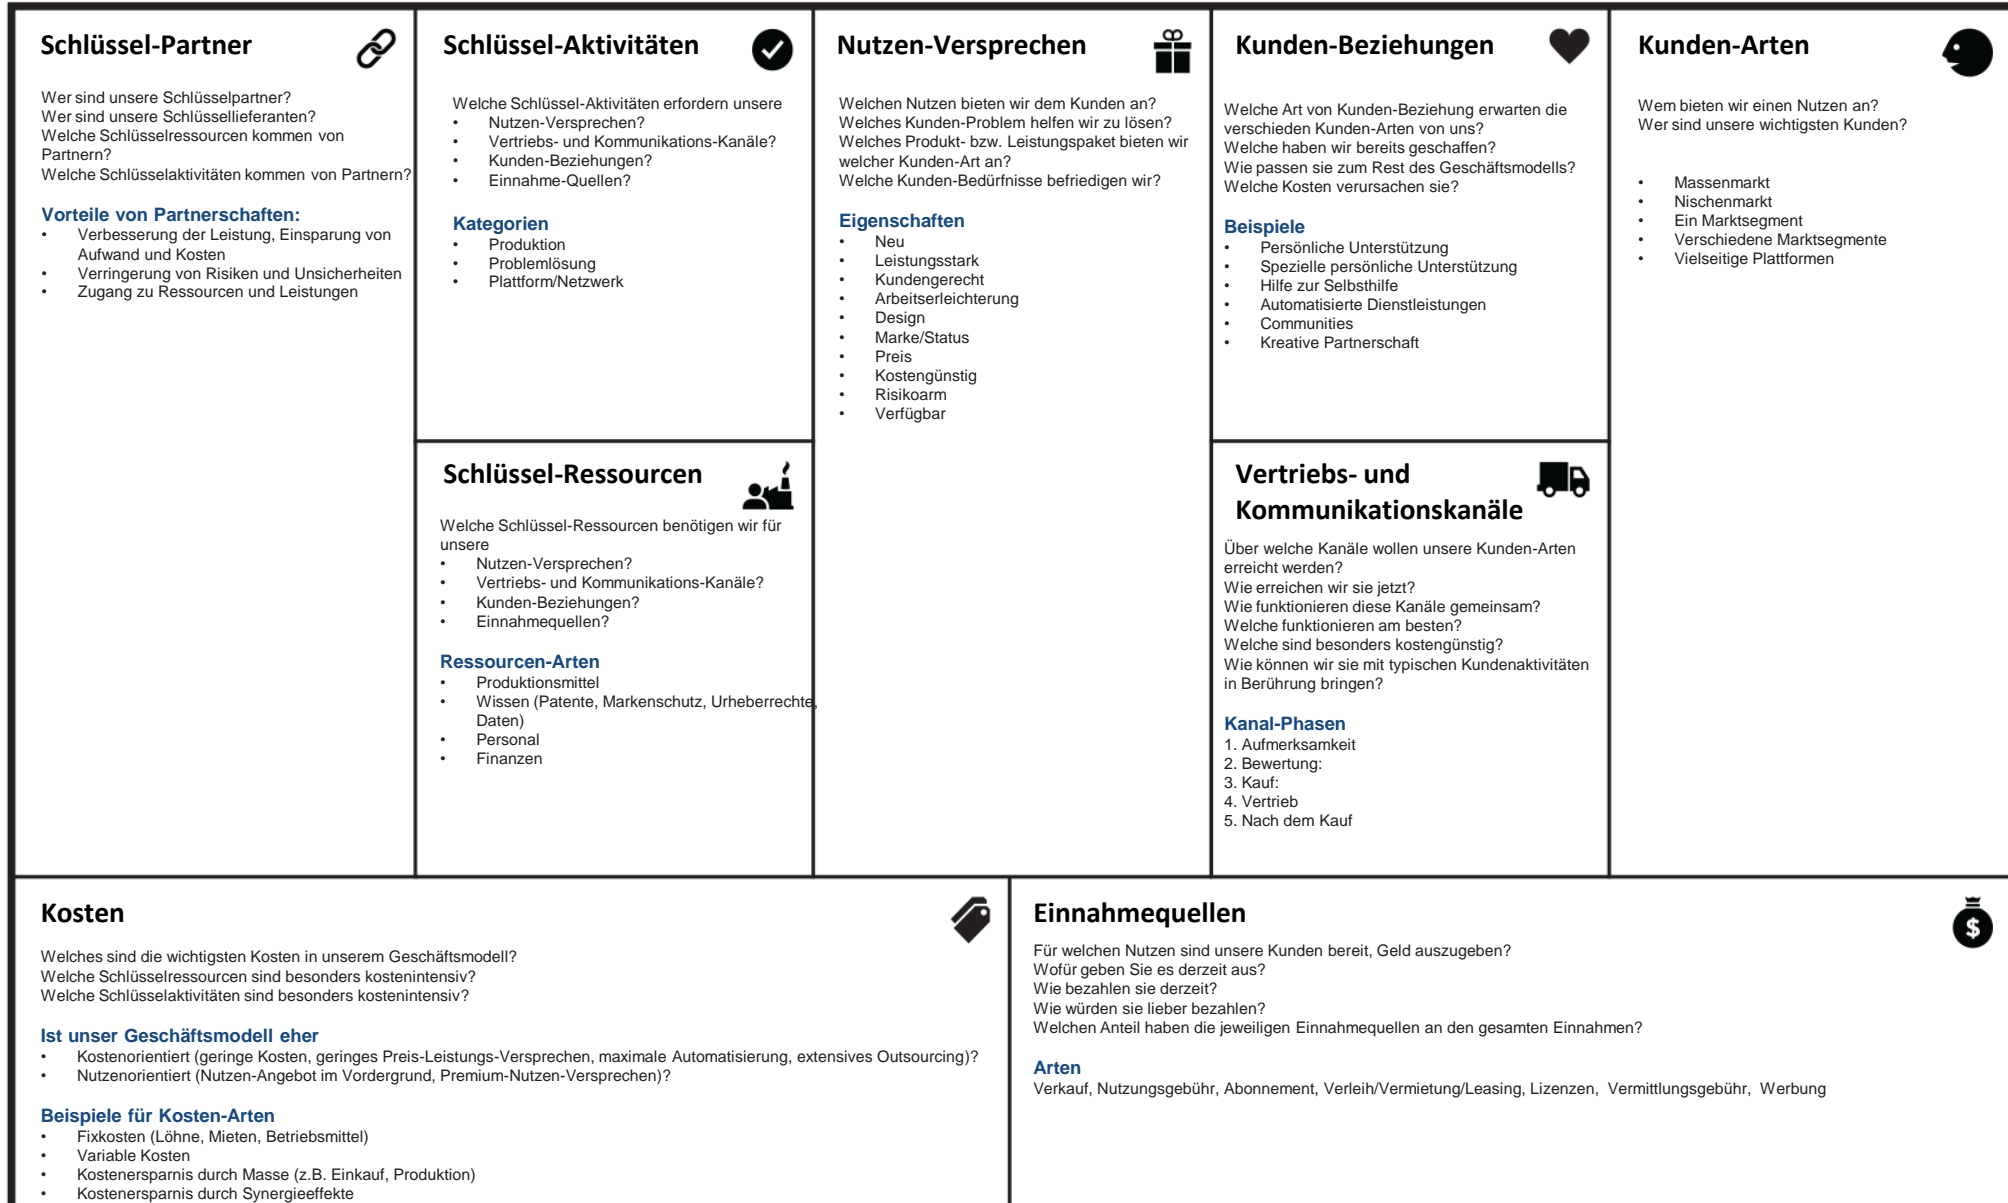 Schlüssel-Partner
Wer sind unsere Schlüsselpartner?
Wer sind unsere Schlüssellieferanten?
Welche Schlüsselressourcen kommen von
Partnern?
Welche Schlüsselaktivitäten kommen von Partnern?
Vorteile von Partnerschaften:
• Verbesserung der Leistung, Einsparung von
Aufwand und Kosten
• Verringerung von Risiken und Unsicherheiten
• Zugang zu Ressourcen und Leistungen
Schlüssel-Aktivitäten
Welche Schlüssel-Aktivitäten erfordern unsere
• Nutzen-Versprechen?
• Vertriebs- und Kommunikations-Kanäle?
• Kunden-Beziehungen?
• Einnahme-Quellen?
Kategorien
• Produktion
• Problemlösung
• Plattform/Netzwerk
Schlüssel-Ressourcen
Welche Schlüssel-Ressourcen benötigen wir für
unsere
• Nutzen-Versprechen?
• Vertriebs- und Kommunikations-Kanäle?
• Kunden-Beziehungen?
• Einnahmequellen?
Ressourcen-Arten
• Produktionsmittel
• Wissen (Patente, Markenschutz, Urheberrechte,
Daten)
• Personal
• Finanzen
Nutzen-Versprechen
Welchen Nutzen bieten wir dem Kunden an?
Welches Kunden-Problem helfen wir zu lösen?
Welches Produkt- bzw. Leistungspaket bieten wir
welcher Kunden-Art an?
Welche Kunden-Bedürfnisse befriedigen wir?
Eigenschaften
• Neu
• Leistungsstark
• Kundengerecht
• Arbeitserleichterung
• Design
• Marke/Status
• Preis
• Kostengünstig
• Risikoarm
• Verfügbar
Kunden-Beziehungen
Welche Art von Kunden-Beziehung erwarten die
verschieden Kunden-Arten von uns?
Welche haben wir bereits geschaffen?
Wie passen sie zum Rest des Geschäftsmodells?
Welche Kosten verursachen sie?
Beispiele
• Persönliche Unterstützung
• Spezielle persönliche Unterstützung
• Hilfe zur Selbsthilfe
• Automatisierte Dienstleistungen
• Communities
• Kreative Partnerschaft
Vertriebs- und
Kommunikationskanäle
Über welche Kanäle wollen unsere Kunden-Arten
erreicht werden?
Wie erreichen wir sie jetzt?
Wie funktionieren diese Kanäle gemeinsam?
Welche funktionieren am besten?
Welche sind besonders kostengünstig?
Wie können wir sie mit typischen Kundenaktivitäten
in Berührung bringen?
Kanal-Phasen
1. Aufmerksamkeit
2. Bewertung:
3. Kauf:
4. Vertrieb
5. Nach dem Kauf
Kunden-Arten
Wem bieten wir einen Nutzen an?
Wer sind unsere wichtigsten Kunden?
• Massenmarkt
• Nischenmarkt
• Ein Marktsegment
• Verschiedene Marktsegmente
• Vielseitige Plattformen
Kosten
Welches sind die wichtigsten Kosten in unserem Geschäftsmodell?
Welche Schlüsselressourcen sind besonders kostenintensiv?
Welche Schlüsselaktivitäten sind besonders kostenintensiv?
Ist unser Geschäftsmodell eher
• Kostenorientiert (geringe Kosten, geringes Preis-Leistungs-Versprechen, maximale Automatisierung, extensives Outsourcing)?
• Nutzenorientiert (Nutzen-Angebot im Vordergrund, Premium-Nutzen-Versprechen)?
Beispiele für Kosten-Arten
• Fixkosten (Löhne, Mieten, Betriebsmittel)
• Variable Kosten
• Kostenersparnis durch Masse (z.B. Einkauf, Produktion)
• Kostenersparnis durch Synergieeffekte
Einnahmequellen
$
Für welchen Nutzen sind unsere Kunden bereit, Geld auszugeben?
Wofür geben Sie es derzeit aus?
Wie bezahlen sie derzeit?
Wie würden sie lieber bezahlen?
Welchen Anteil haben die jeweiligen Einnahmequellen an den gesamten Einnahmen?
Arten
Verkauf, Nutzungsgebühr, Abonnement, Verleih/Vermietung/Leasing, Lizenzen, Vermittlungsgebühr, Werbung